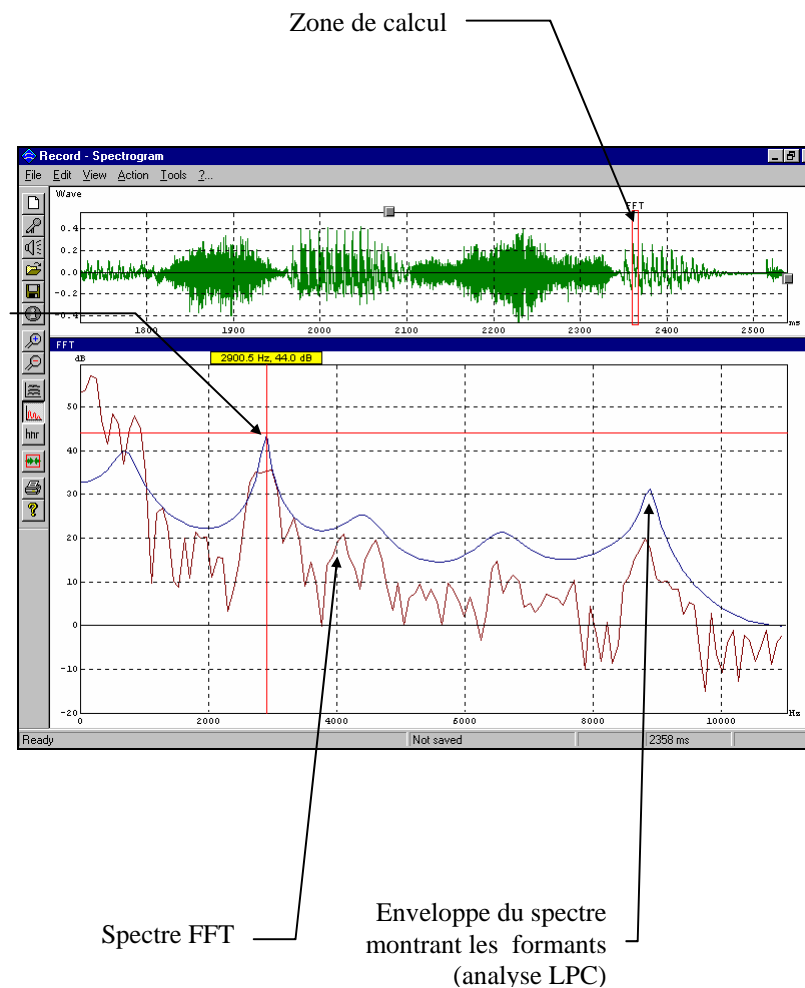 Zone de calcul
Record - Spectrogram
File Edit View Action Tools ?...
Wave
FFT
0.4
0.2
0.0
-0.2
-0.4
1800 1900 2000 2100 2200 2300 2400 2500 ms
FFT
dB
2900.5 Hz, 44.0 dB
50
40
30
20
10
0
-10
-20
0 2000 4000 6000 8000 10000 Hz
hnr
Ready Not saved 2358 ms
Spectre FFT
Enveloppe du spectre
montrant les formants
(analyse LPC)